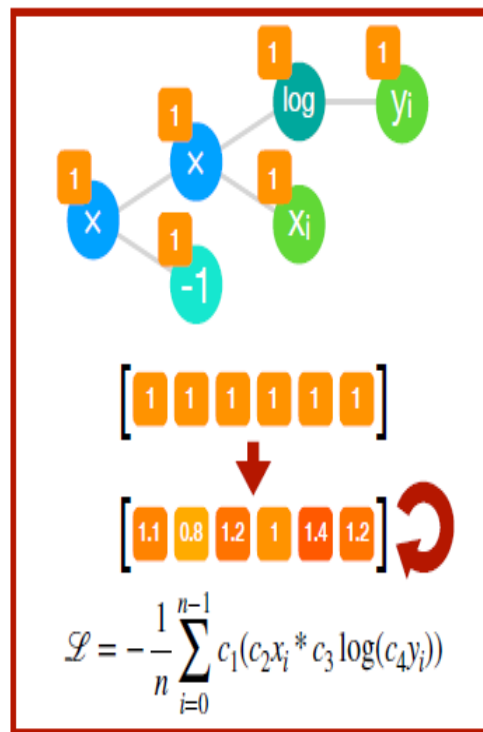 1 1
log yi
1
×
1 1
× xi
1
-1
[1 1 1 1 1 1]
[1.1 0.8 1.2 1 1.4 1.2]
ℒ = −1/n ∑_{i=0}^{n−1} c₁(c₂xᵢ * c₃ log(c₄yᵢ))